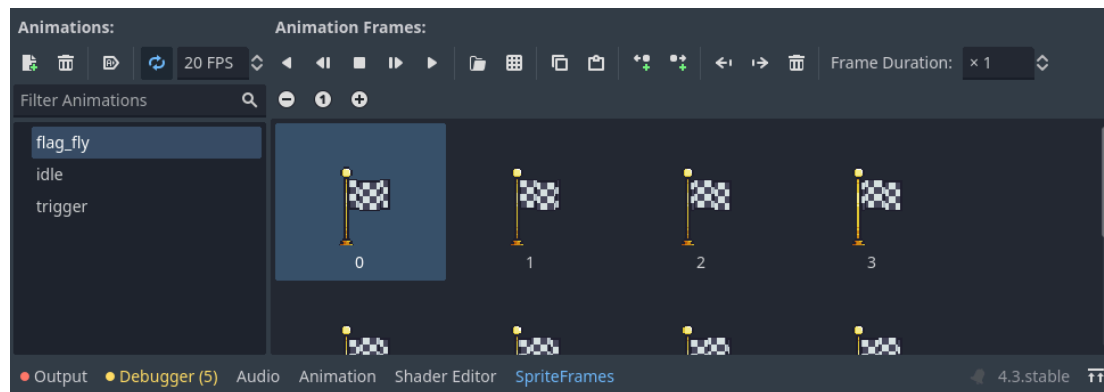 Animations: Animation Frames:
20 FPS Frame Duration: × 1
Filter Animations 1
flag_fly
idle
trigger
0 1 2 3
Output Debugger (5) Audio Animation Shader Editor SpriteFrames 4.3.stable